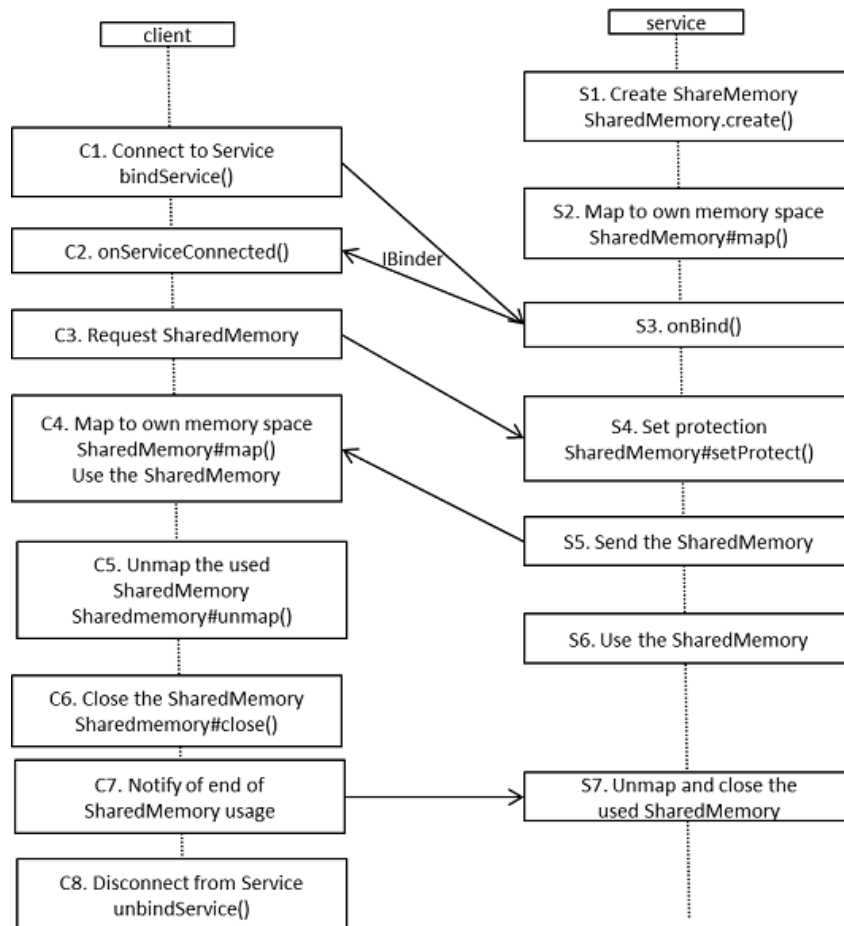 client
service
S1. Create ShareMemory
SharedMemory.create()
C1. Connect to Service
bindService()
S2. Map to own memory space
SharedMemory#map()
C2. onServiceConnected()
IBinder
S3. onBind()
C3. Request SharedMemory
C4. Map to own memory space
SharedMemory#map()
Use the SharedMemory
S4. Set protection
SharedMemory#setProtect()
S5. Send the SharedMemory
C5. Unmap the used
SharedMemory
Sharedmemory#unmap()
S6. Use the SharedMemory
C6. Close the SharedMemory
Sharedmemory#close()
C7. Notify of end of
SharedMemory usage
S7. Unmap and close the
used SharedMemory
C8. Disconnect from Service
unbindService()